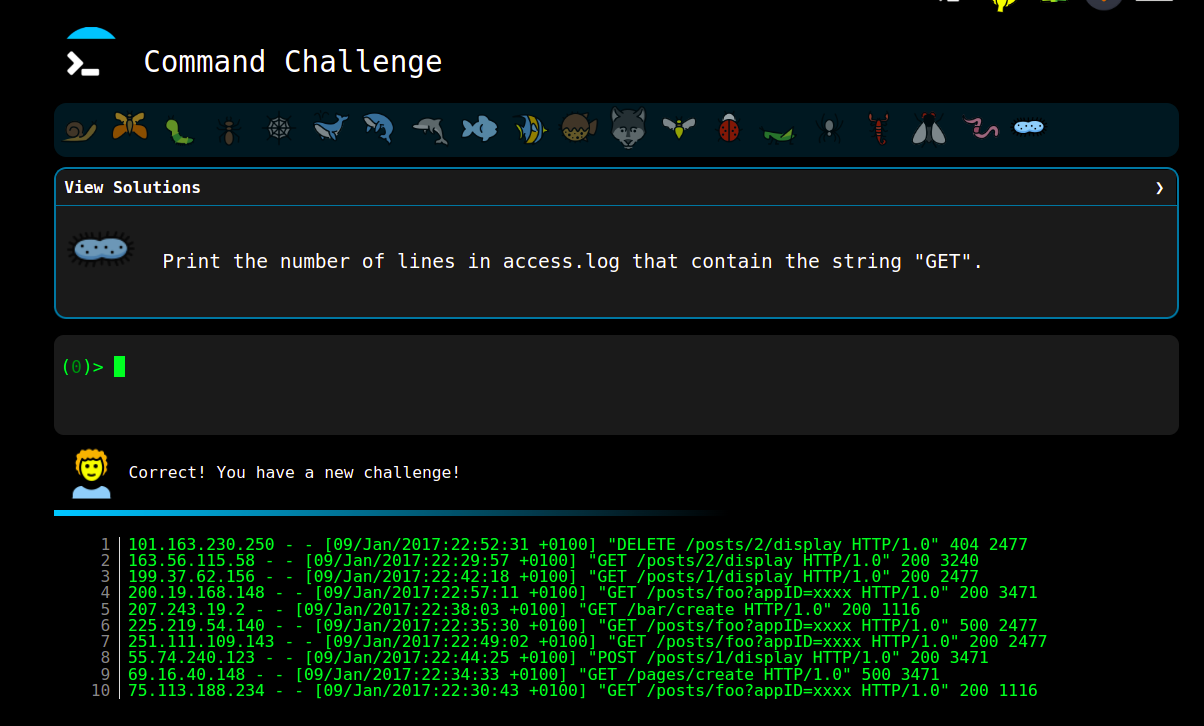 Command Challenge
View Solutions ❯
Print the number of lines in access.log that contain the string "GET".
(0)>
Correct! You have a new challenge!
1 101.163.230.250 - - [09/Jan/2017:22:52:31 +0100] "DELETE /posts/2/display HTTP/1.0" 404 2477
2 163.56.115.58 - - [09/Jan/2017:22:29:57 +0100] "GET /posts/2/display HTTP/1.0" 200 3240
3 199.37.62.156 - - [09/Jan/2017:22:42:18 +0100] "GET /posts/1/display HTTP/1.0" 200 2477
4 200.19.168.148 - - [09/Jan/2017:22:57:11 +0100] "GET /posts/foo?appID=xxxx HTTP/1.0" 200 3471
5 207.243.19.2 - - [09/Jan/2017:22:38:03 +0100] "GET /bar/create HTTP/1.0" 200 1116
6 225.219.54.140 - - [09/Jan/2017:22:35:30 +0100] "GET /posts/foo?appID=xxxx HTTP/1.0" 500 2477
7 251.111.109.143 - - [09/Jan/2017:22:49:02 +0100] "GET /posts/foo?appID=xxxx HTTP/1.0" 200 2477
8 55.74.240.123 - - [09/Jan/2017:22:44:25 +0100] "POST /posts/1/display HTTP/1.0" 200 3471
9 69.16.40.148 - - [09/Jan/2017:22:34:33 +0100] "GET /pages/create HTTP/1.0" 500 3471
10 75.113.188.234 - - [09/Jan/2017:22:30:43 +0100] "GET /posts/foo?appID=xxxx HTTP/1.0" 200 1116